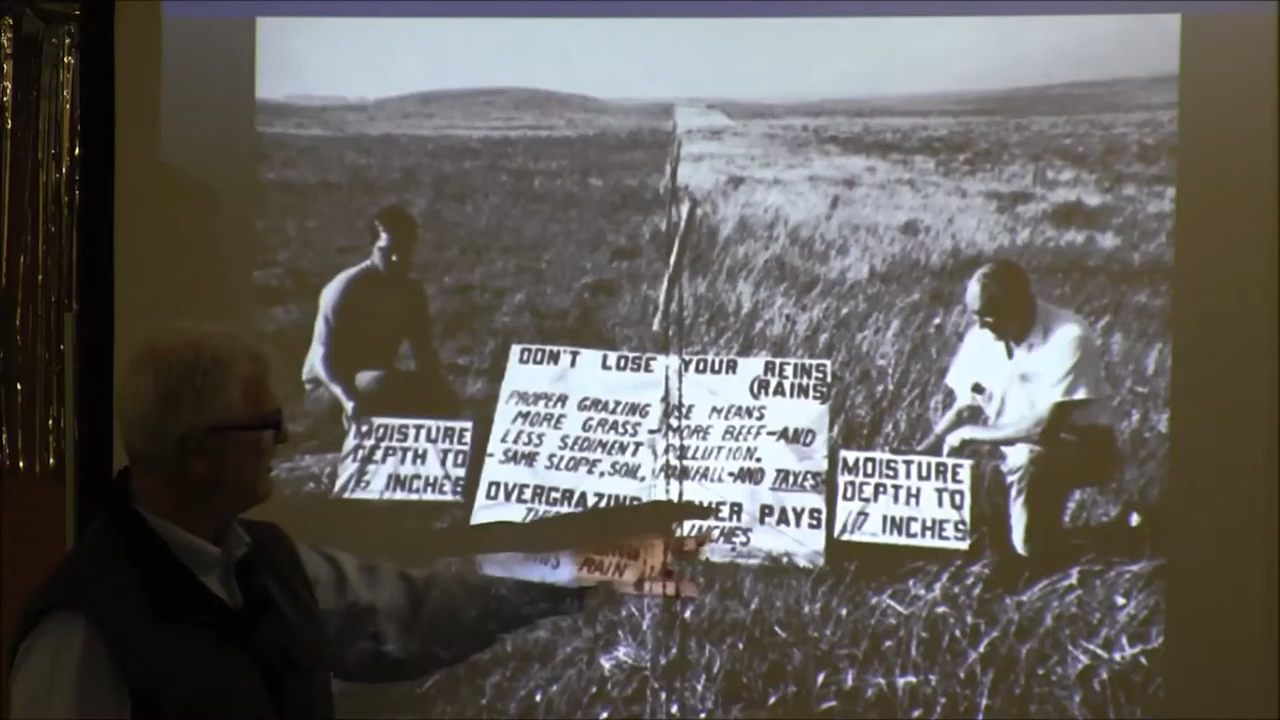 DON'T LOSE YOUR REINS
(RAINS)
PROPER GRAZING USE MEANS
MORE GRASS - MORE BEEF - AND
LESS SEDIMENT POLLUTION.
- SAME SLOPE, SOIL, RAINFALL - AND TAXES
OVERGRAZING PAYS
INCHES
RAIN
MOISTURE
DEPTH TO
INCHES
MOISTURE
DEPTH TO
17 INCHES